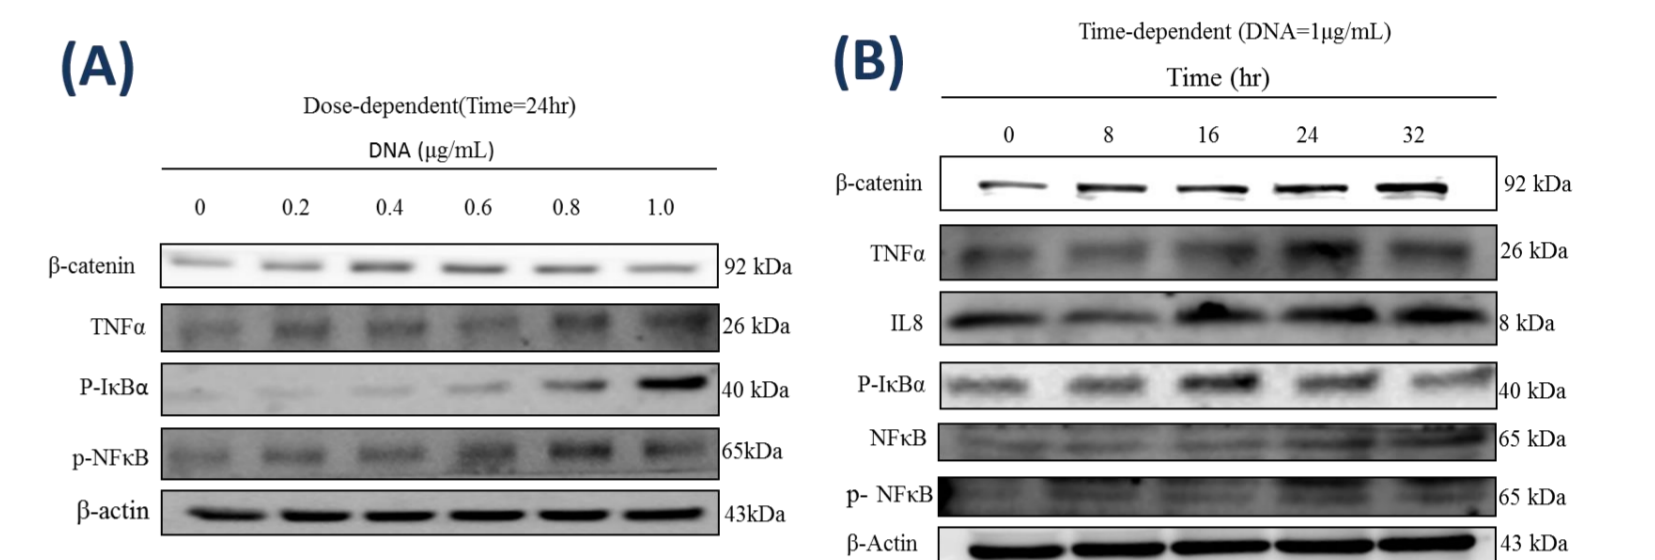 (A)
Dose-dependent(Time=24hr)
DNA (μg/mL)
0 0.2 0.4 0.6 0.8 1.0
β-catenin 92 kDa
TNFα 26 kDa
P-IκBα 40 kDa
p-NFκB 65kDa
β-actin 43kDa
(B)
Time-dependent (DNA=1μg/mL)
Time (hr)
0 8 16 24 32
β-catenin 92 kDa
TNFα 26 kDa
IL8 8 kDa
P-IκBα 40 kDa
NFκB 65 kDa
p- NFκB 65 kDa
β-Actin 43 kDa